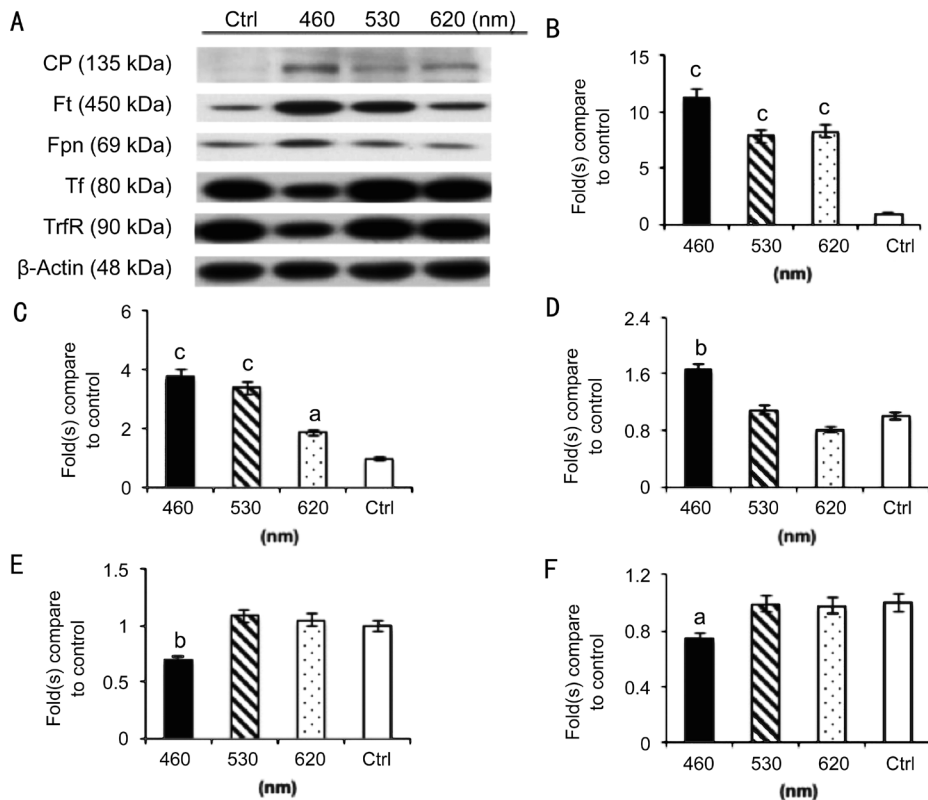 A
Ctrl 460 530 620 (nm)
CP (135 kDa)
Ft (450 kDa)
Fpn (69 kDa)
Tf (80 kDa)
TrfR (90 kDa)
β-Actin (48 kDa)
B
Fold(s) compare
to control
15
10
5
0
c
c
c
460 530 620 Ctrl
(nm)
C
Fold(s) compare
to control
6
4
2
0
c
c
a
460 530 620 Ctrl
(nm)
D
Fold(s) compare
to control
2.4
1.6
0.8
0
b
460 530 620 Ctrl
(nm)
E
Fold(s) compare
to control
1.5
1
0.5
0
b
460 530 620 Ctrl
(nm)
F
Fold(s) compare
to control
1.2
0.8
0.4
0
a
460 530 620 Ctrl
(nm)